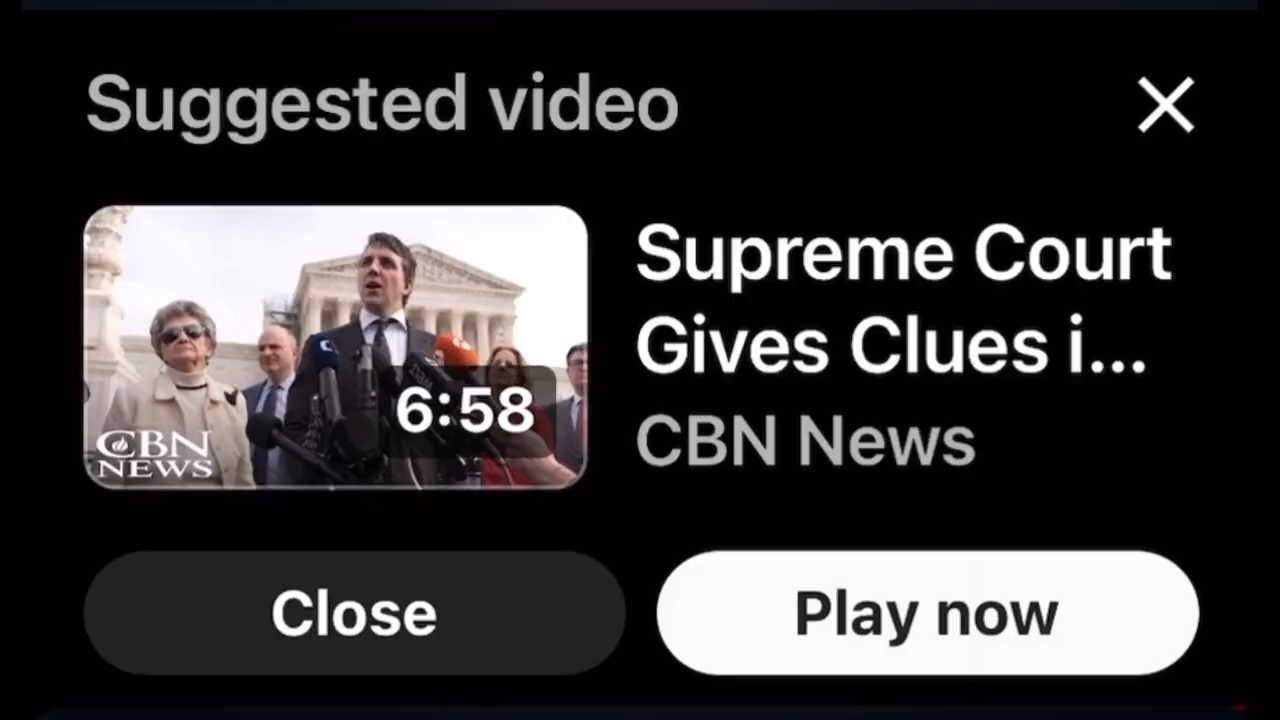 Suggested video
Supreme Court
Gives Clues i...
CBN News
6:58
CBN
NEWS
Close
Play now